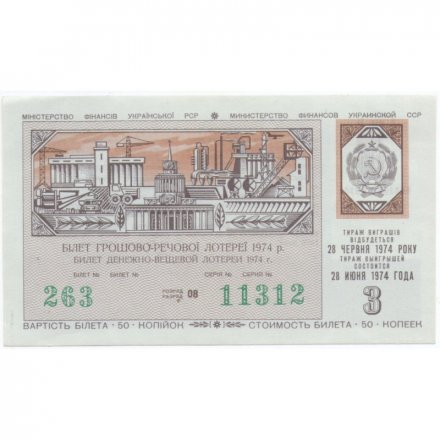 МІНІСТЕРСТВО ФІНАНСІВ УКРАЇНСЬКОЇ РСР * МИНИСТЕРСТВО ФИНАНСОВ УКРАИНСКОЙ ССР
БІЛЕТ ГРОШОВО-РЕЧОВОЇ ЛОТЕРЕЇ 1974 р.
БИЛЕТ ДЕНЕЖНО-ВЕЩЕВОЙ ЛОТЕРЕИ 1974 г.
БІЛЕТ № БИЛЕТ № СЕРІЯ № СЕРИЯ №
263 РОЗРЯД РАЗРЯД 08 11312
ТИРАЖ ВИГРАШІВ
ВІДБУДЕТЬСЯ
28 ЧЕРВНЯ 1974 РОКУ
ТИРАЖ ВЫИГРЫШЕЙ
СОСТОИТСЯ
28 ИЮНЯ 1974 ГОДА
3
ВАРТІСТЬ БІЛЕТА · 50 · КОПІЙОК * СТОИМОСТЬ БИЛЕТА · 50 · КОПЕЕК